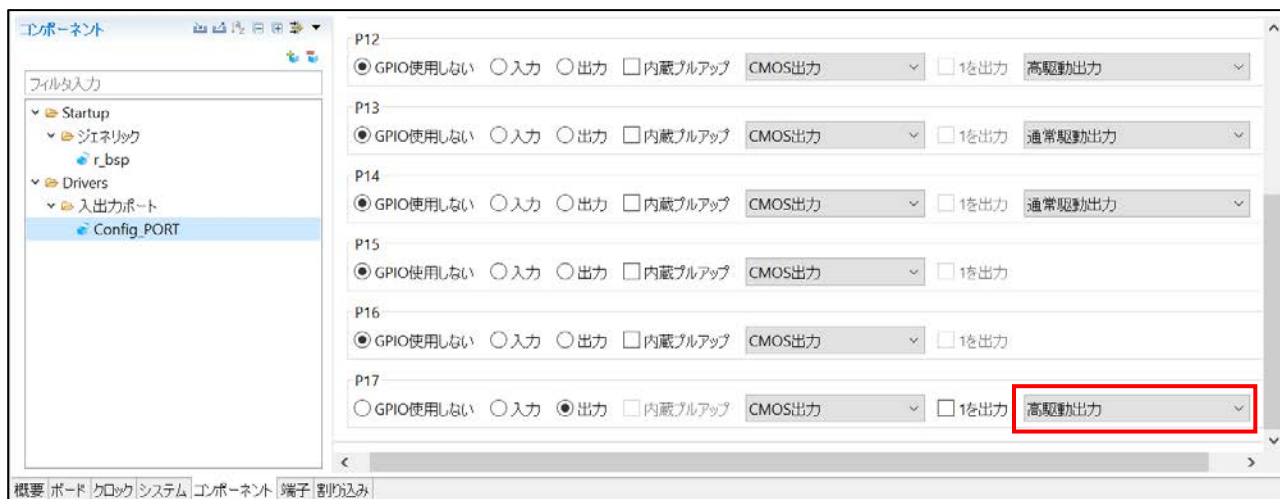 コンポーネント
フィルタ入力
Startup
ジェネリック
r_bsp
Drivers
入出力ポート
Config_PORT
P12
GPIO使用しない 入力 出力 内蔵プルアップ CMOS出力 1を出力 高駆動出力
P13
GPIO使用しない 入力 出力 内蔵プルアップ CMOS出力 1を出力 通常駆動出力
P14
GPIO使用しない 入力 出力 内蔵プルアップ CMOS出力 1を出力 通常駆動出力
P15
GPIO使用しない 入力 出力 内蔵プルアップ CMOS出力 1を出力
P16
GPIO使用しない 入力 出力 内蔵プルアップ CMOS出力 1を出力
P17
GPIO使用しない 入力 出力 内蔵プルアップ CMOS出力 1を出力 高駆動出力
概要 ボード クロック システム コンポーネント 端子 割り込み